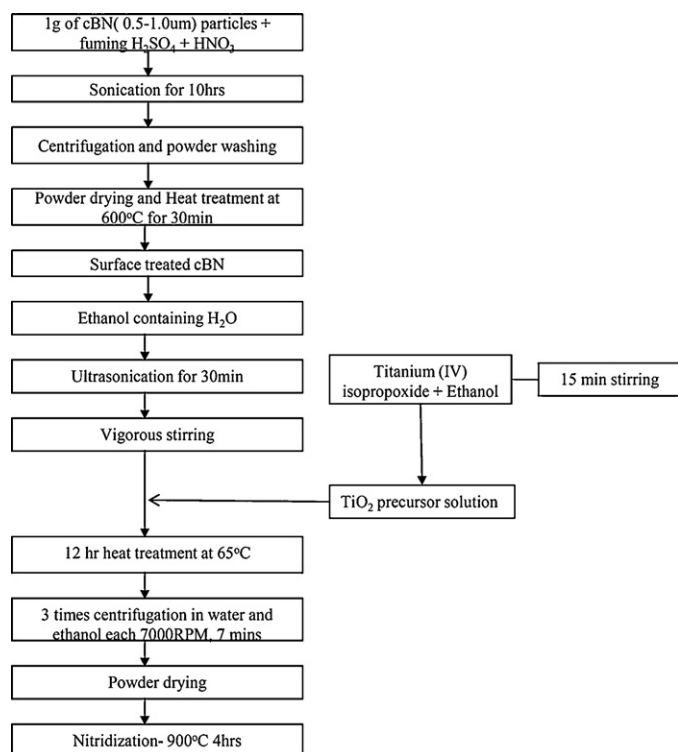 1g of cBN( 0.5-1.0um) particles +
fuming H₂SO₄ + HNO₃
Sonication for 10hrs
Centrifugation and powder washing
Powder drying and Heat treatment at
600ºC for 30min
Surface treated cBN
Ethanol containing H₂O
Ultrasonication for 30min
Vigorous stirring
Titanium (IV)
isopropoxide + Ethanol
15 min stirring
TiO₂ precursor solution
12 hr heat treatment at 65ºC
3 times centrifugation in water and
ethanol each 7000RPM, 7 mins
Powder drying
Nitridization- 900ºC 4hrs